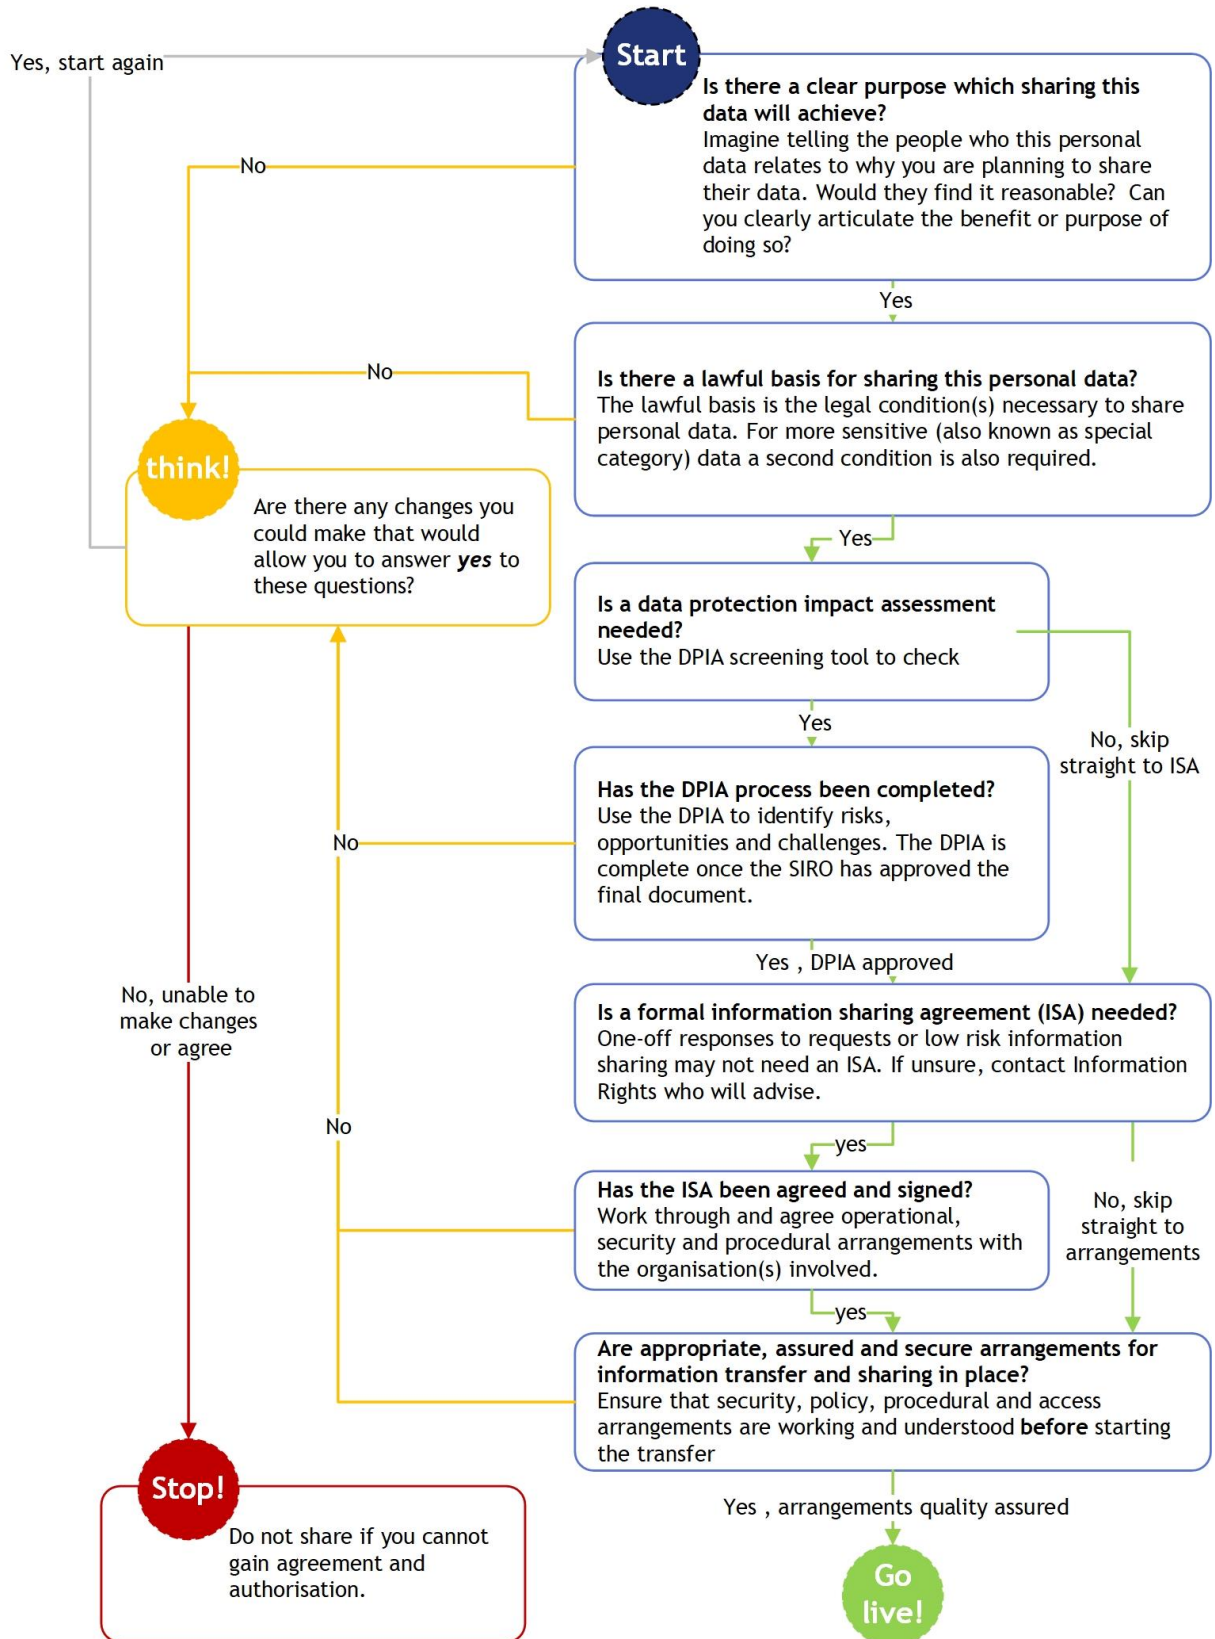 Yes, start again
Start
Is there a clear purpose which sharing this
data will achieve?
Imagine telling the people who this personal
data relates to why you are planning to share
their data. Would they find it reasonable?  Can
you clearly articulate the benefit or purpose of
doing so?
No
Yes
Is there a lawful basis for sharing this personal data?
The lawful basis is the legal condition(s) necessary to share
personal data. For more sensitive (also known as special
category) data a second condition is also required.
No
think!
Are there any changes you
could make that would
allow you to answer yes to
these questions?
Yes
Is a data protection impact assessment
needed?
Use the DPIA screening tool to check
Yes
No, skip
straight to ISA
Has the DPIA process been completed?
Use the DPIA to identify risks,
opportunities and challenges. The DPIA is
complete once the SIRO has approved the
final document.
No
Yes , DPIA approved
No, unable to
make changes
or agree
Is a formal information sharing agreement (ISA) needed?
One-off responses to requests or low risk information
sharing may not need an ISA. If unsure, contact Information
Rights who will advise.
No
yes
Has the ISA been agreed and signed?
Work through and agree operational,
security and procedural arrangements with
the organisation(s) involved.
No, skip
straight to
arrangements
yes
Are appropriate, assured and secure arrangements for
information transfer and sharing in place?
Ensure that security, policy, procedural and access
arrangements are working and understood before starting
the transfer
Stop!
Do not share if you cannot
gain agreement and
authorisation.
Yes , arrangements quality assured
Go
live!